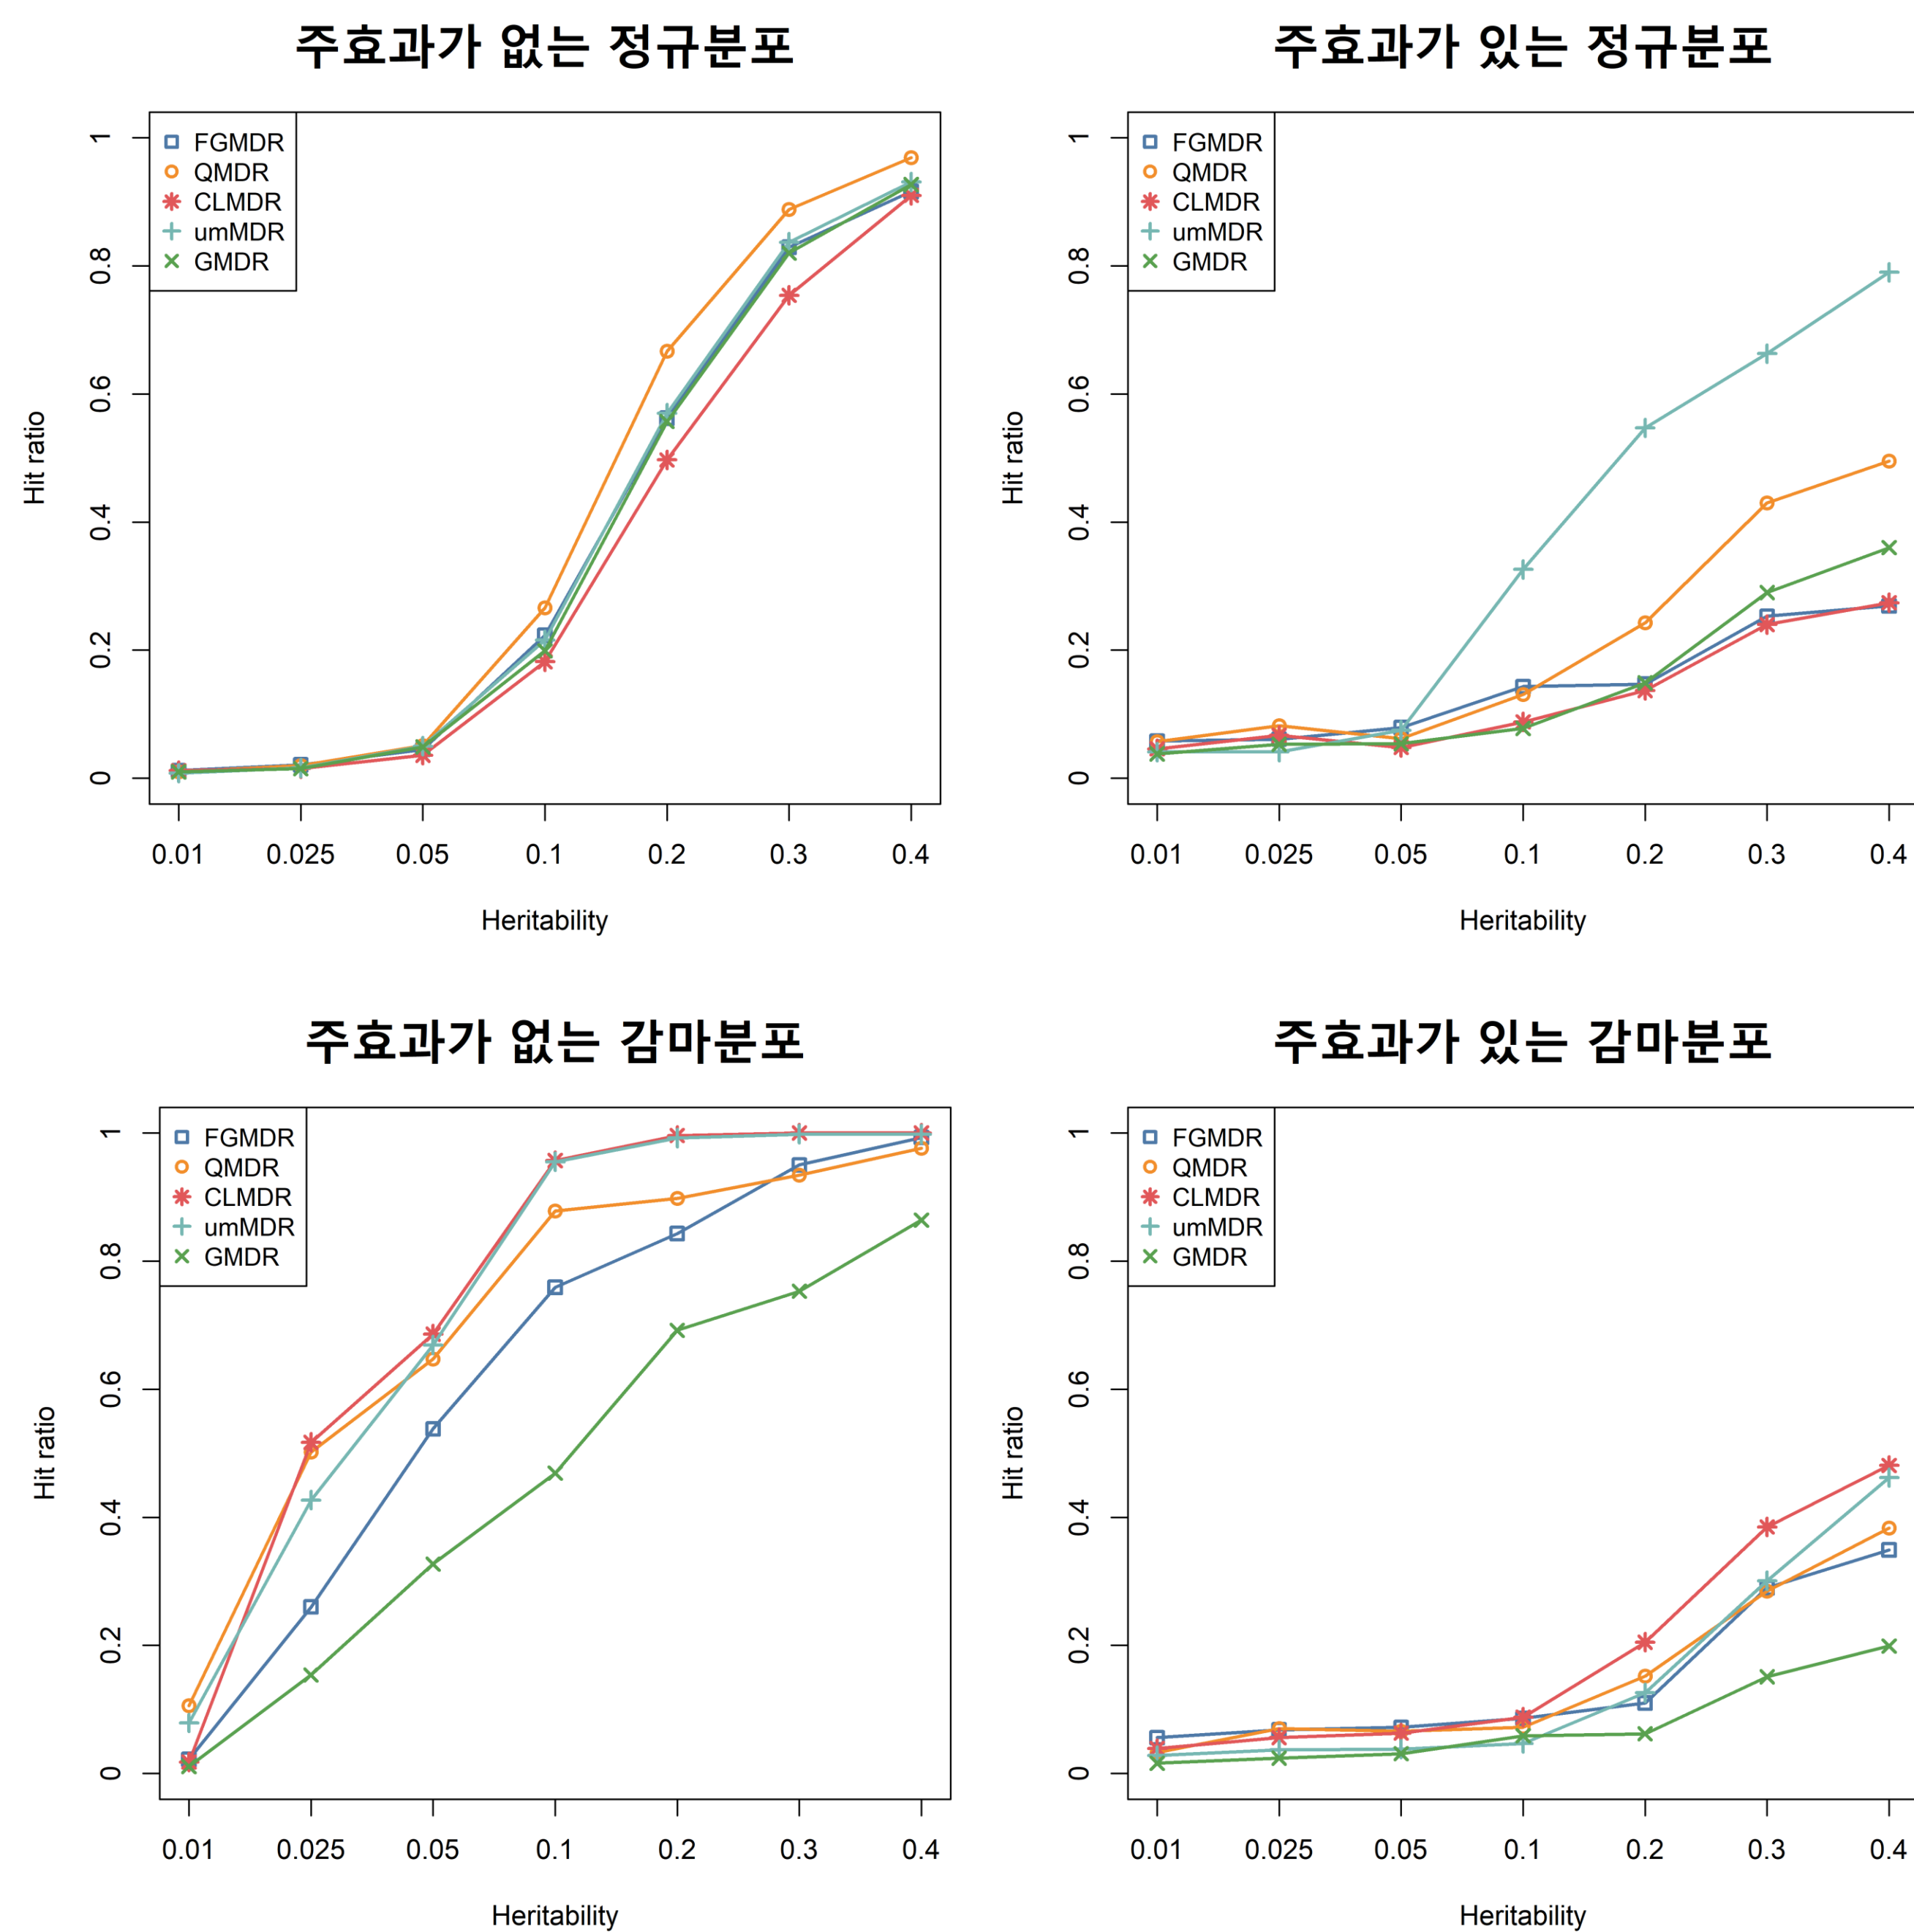 주효과가 없는 정규분포
1
0.8
0.6
0.4
0.2
0
Hit ratio
FGMDR
QMDR
CLMDR
umMDR
GMDR
0.01 0.025 0.05 0.1 0.2 0.3 0.4
Heritability
주효과가 있는 정규분포
1
0.8
0.6
0.4
0.2
0
Hit ratio
FGMDR
QMDR
CLMDR
umMDR
GMDR
0.01 0.025 0.05 0.1 0.2 0.3 0.4
Heritability
주효과가 없는 감마분포
1
0.8
0.6
0.4
0.2
0
Hit ratio
FGMDR
QMDR
CLMDR
umMDR
GMDR
0.01 0.025 0.05 0.1 0.2 0.3 0.4
Heritability
주효과가 있는 감마분포
1
0.8
0.6
0.4
0.2
0
Hit ratio
FGMDR
QMDR
CLMDR
umMDR
GMDR
0.01 0.025 0.05 0.1 0.2 0.3 0.4
Heritability